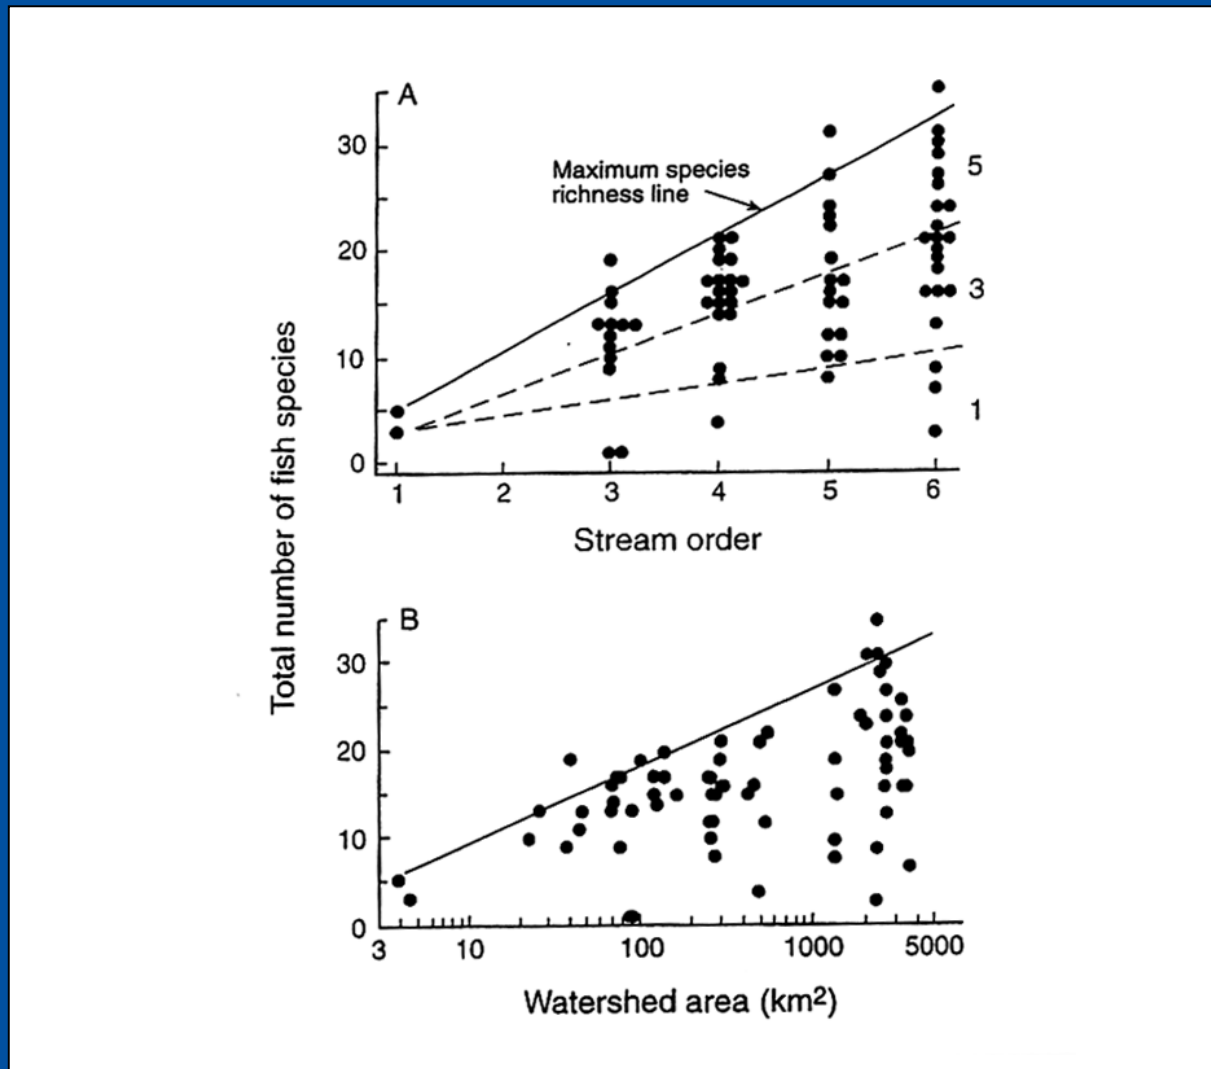 A
30
20
10
0
Maximum species
richness line
5
3
1
1 2 3 4 5 6
Stream order
Total number of fish species
B
30
20
10
0
3 10 100 1000 5000
Watershed area (km²)